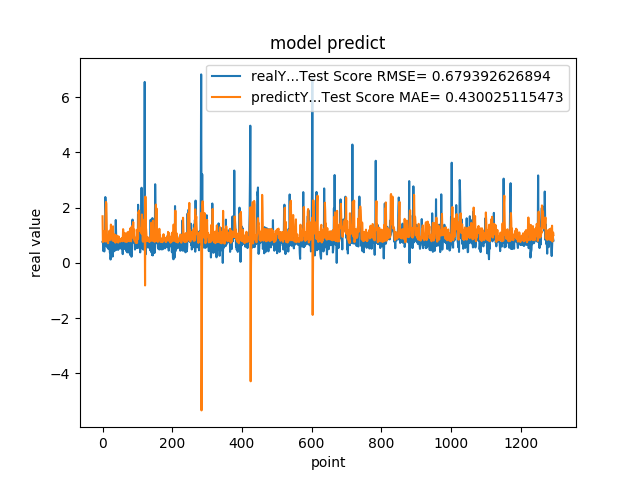 model predict
realY...Test Score RMSE= 0.679392626894
predictY...Test Score MAE= 0.430025115473
real value
6
4
2
0
−2
−4
0 200 400 600 800 1000 1200
point